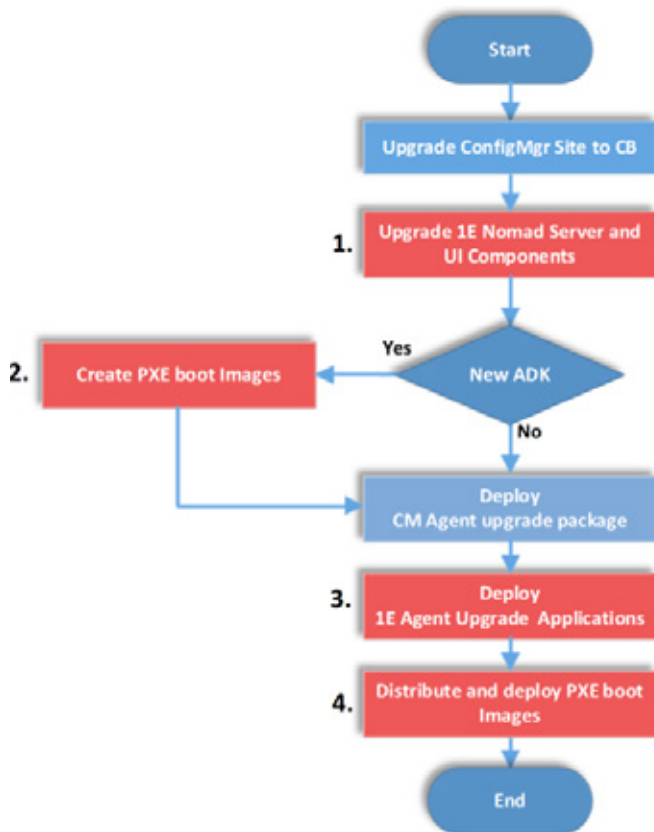 Start
Upgrade ConfigMgr Site to CB
1.
Upgrade 1E Nomad Server and
UI Components
New ADK
Yes
2.
Create PXE boot Images
No
Deploy
CM Agent upgrade package
3.
Deploy
1E Agent Upgrade Applications
4.
Distribute and deploy PXE boot
Images
End